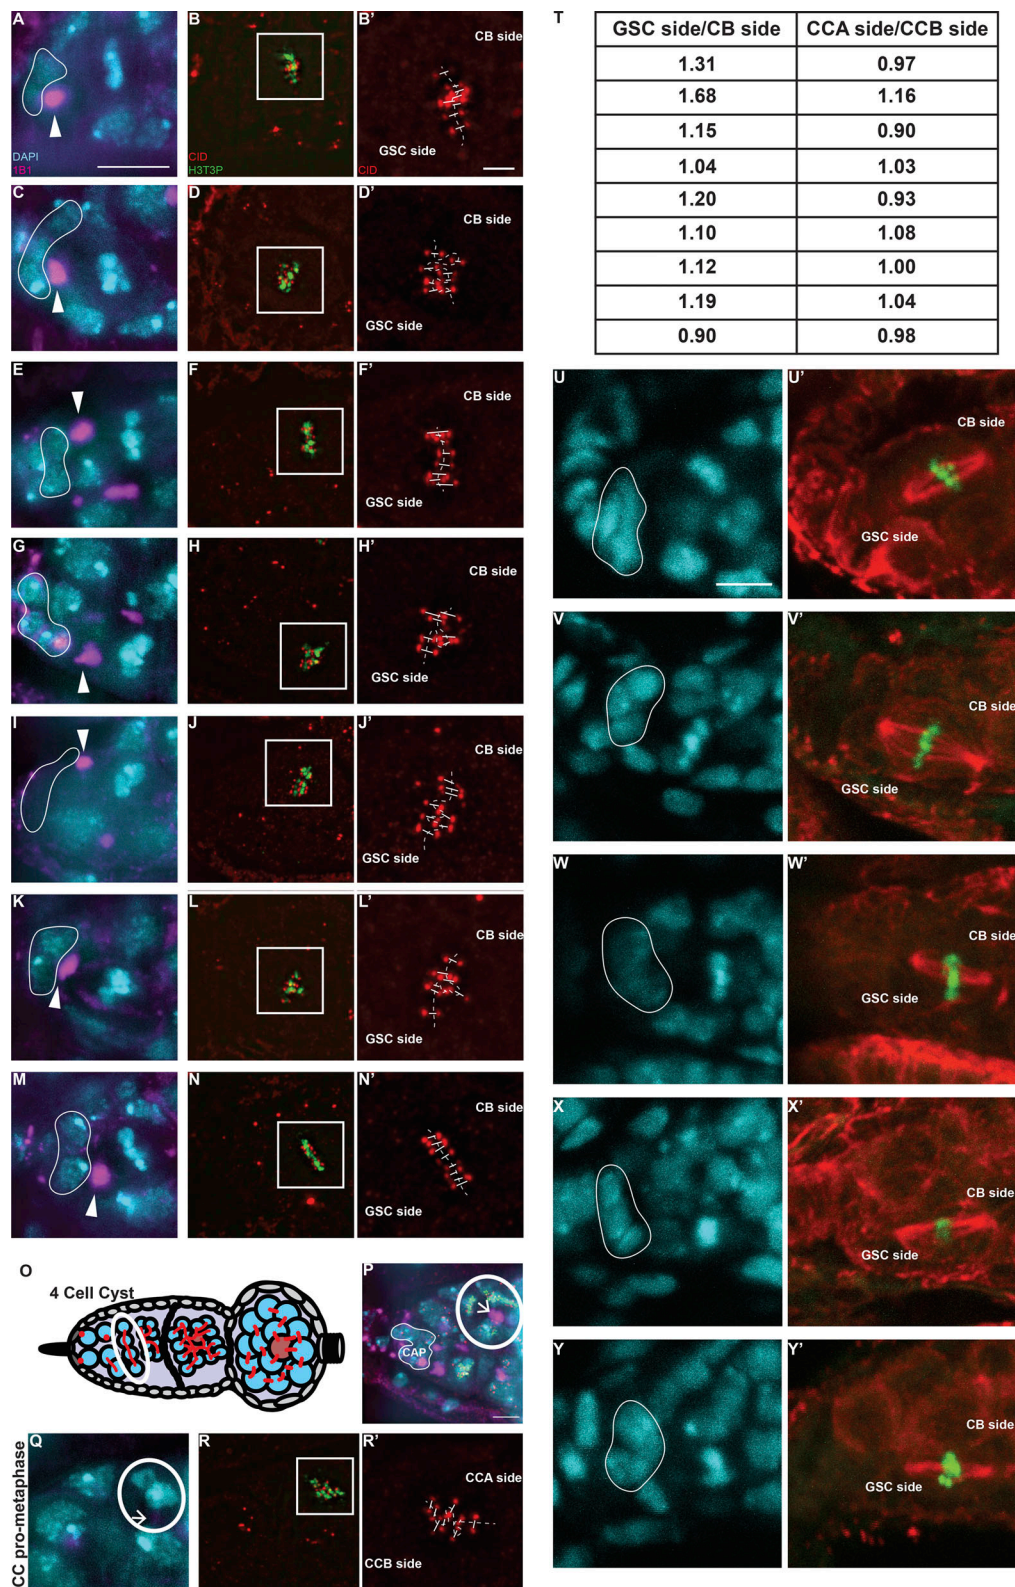 A
DAPI
1B1
B
CID
H3T3P
B'
CB side
GSC side
CID
C
D
D'
CB side
GSC side
E
F
F'
CB side
GSC side
G
H
H'
CB side
GSC side
I
J
J'
CB side
GSC side
K
L
L'
CB side
GSC side
M
N
N'
CB side
GSC side
O
4 Cell Cyst
P
CAP
CC pro-metaphase
Q
R
R'
CCA side
CCB side
T
GSC side/CB side CCA side/CCB side
1.31 0.97
1.68 1.16
1.15 0.90
1.04 1.03
1.20 0.93
1.10 1.08
1.12 1.00
1.19 1.04
0.90 0.98
U
U'
CB side
GSC side
V
V'
CB side
GSC side
W
W'
CB side
GSC side
X
X'
CB side
GSC side
Y
Y'
CB side
GSC side